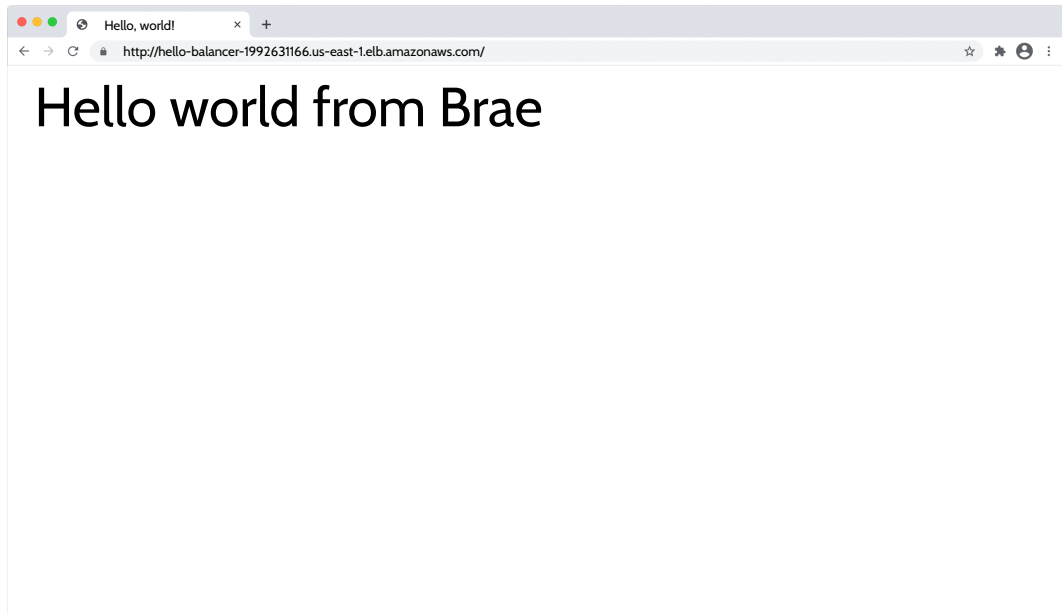 Hello, world!
http://hello-balancer-1992631166.us-east-1.elb.amazonaws.com/
Hello world from Brae